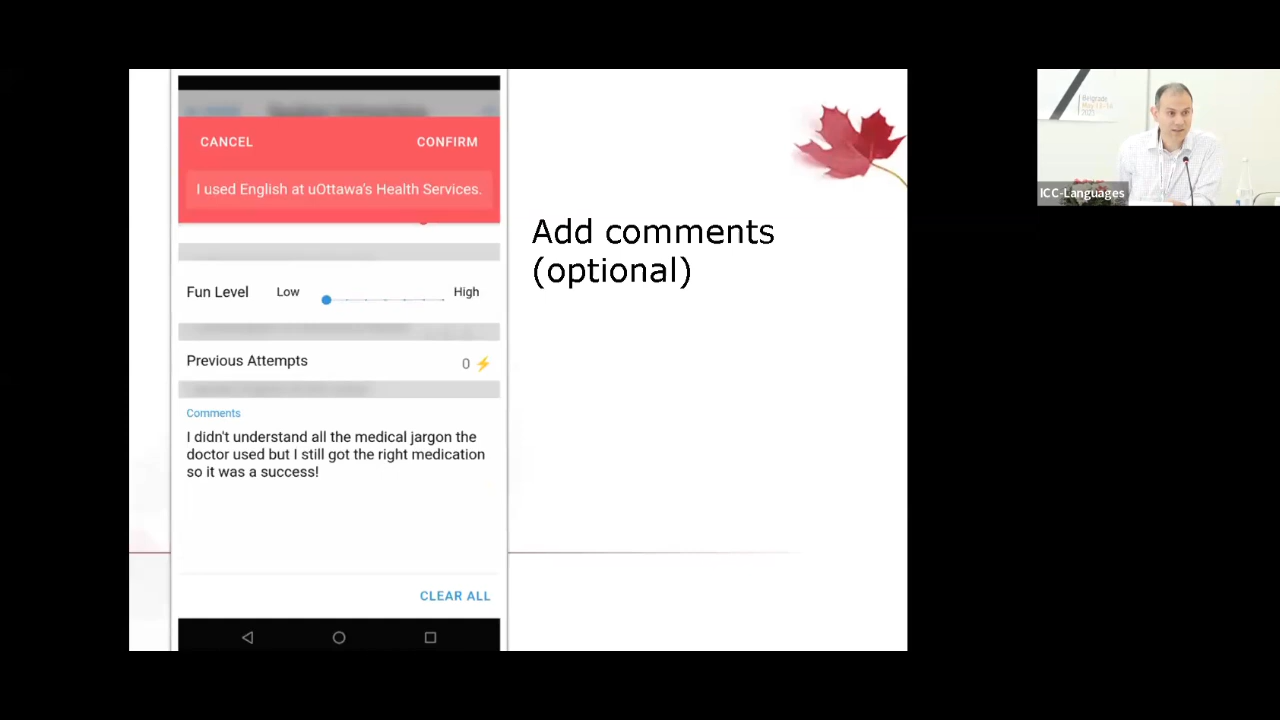 CANCEL CONFIRM
I used English at uOttawa's Health Services.
Fun Level Low High
Previous Attempts 0
Comments
I didn't understand all the medical jargon the
doctor used but I still got the right medication
so it was a success!
CLEAR ALL
Add comments
(optional)
Belgrade
ICC-Languages